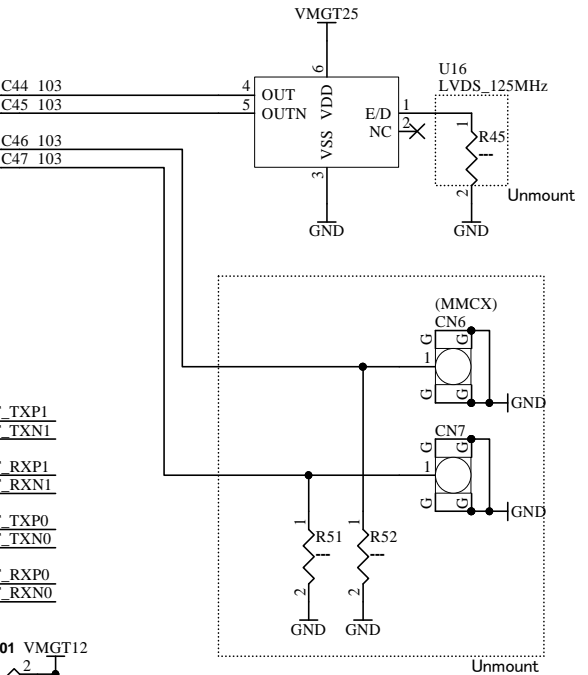 VMGT25
6
U16
LVDS_125MHz
C44 103
4
OUT
VDD
C45 103
5
OUTN
E/D
1
1
C46 103
NC
2
R45
---
C47 103
VSS
3
2
Unmount
GND
GND
(MMCX)
CN6
G
G
1
G
G
GND
_TXP1
_TXN1
CN7
G
G
1
_RXP1
_RXN1
G
G
GND
_TXP0
_TXN0
1
R51
---
1
R52
---
_RXP0
_RXN0
2
2
GND
GND
01 VMGT12
2
Unmount